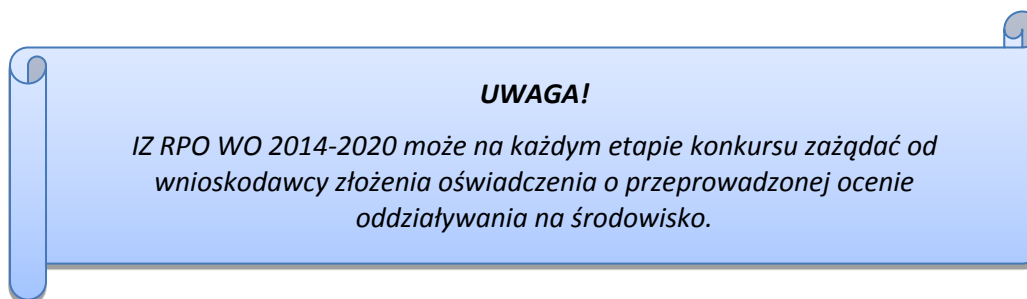 UWAGA!
IZ RPO WO 2014-2020 może na każdym etapie konkursu zażądać od
wnioskodawcy złożenia oświadczenia o przeprowadzonej ocenie
oddziaływania na środowisko.